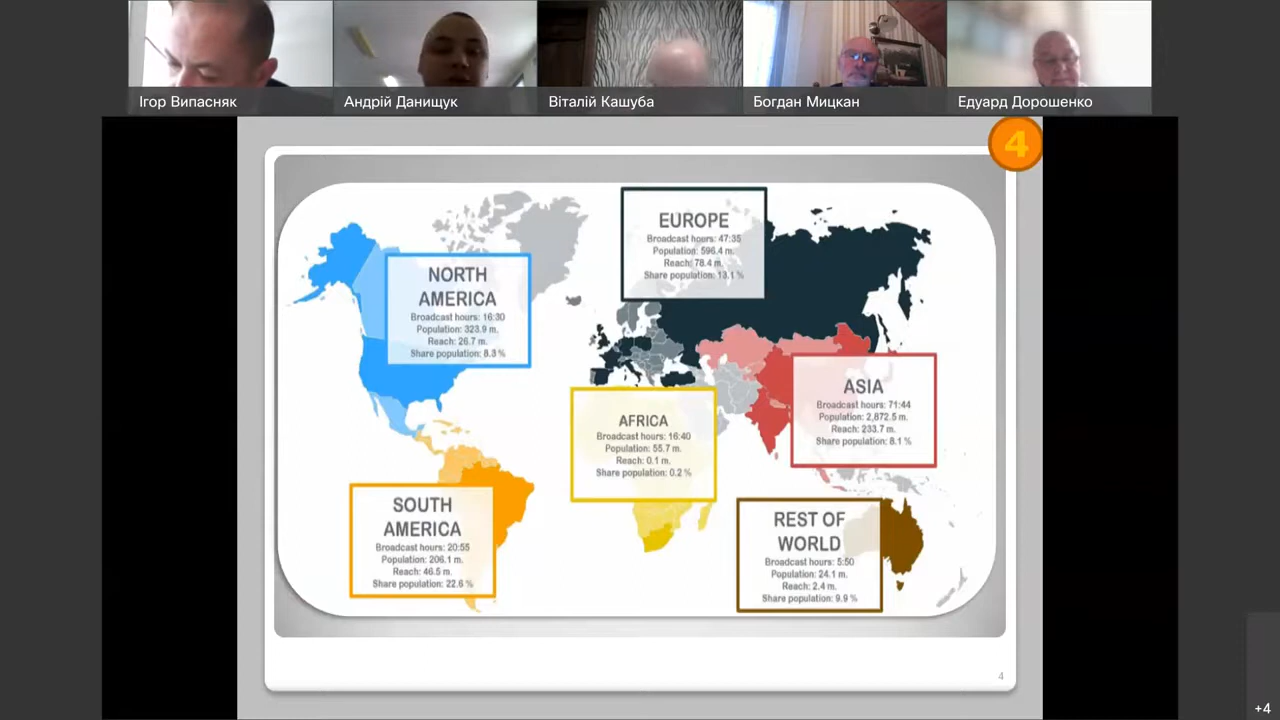 Ігор Випасняк
Андрій Данищук
Віталій Кашуба
Богдан Мицкан
Едуард Дорошенко
4
EUROPE
Broadcast hours: 47:35
Population: 596.4 m.
Reach: 78.4 m.
Share population: 13.1 %
NORTH
AMERICA
Broadcast hours: 16:30
Population: 323.9 m.
Reach: 26.7 m.
Share population: 8.3 %
ASIA
Broadcast hours: 71:44
Population: 2,872.5 m.
Reach: 233.7 m.
Share population: 8.1 %
AFRICA
Broadcast hours: 16:40
Population: 55.7 m.
Reach: 0.1 m.
Share population: 0.2 %
SOUTH
AMERICA
Broadcast hours: 20:55
Population: 206.1 m.
Reach: 46.5 m.
Share population: 22.6 %
REST OF
WORLD
Broadcast hours: 5:50
Population: 24.1 m.
Reach: 2.4 m.
Share population: 9.9 %
4
+4